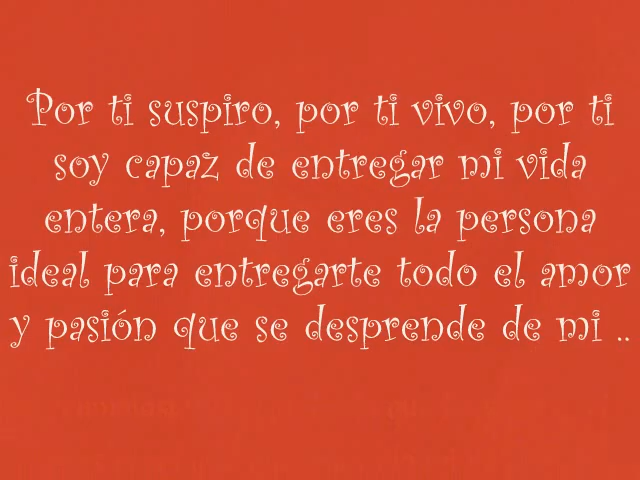 Por ti suspiro, por ti vivo, por ti
soy capaz de entregar mi vida
entera, porque eres la persona
ideal para entregarte todo el amor
y pasión que se desprende de mi ..